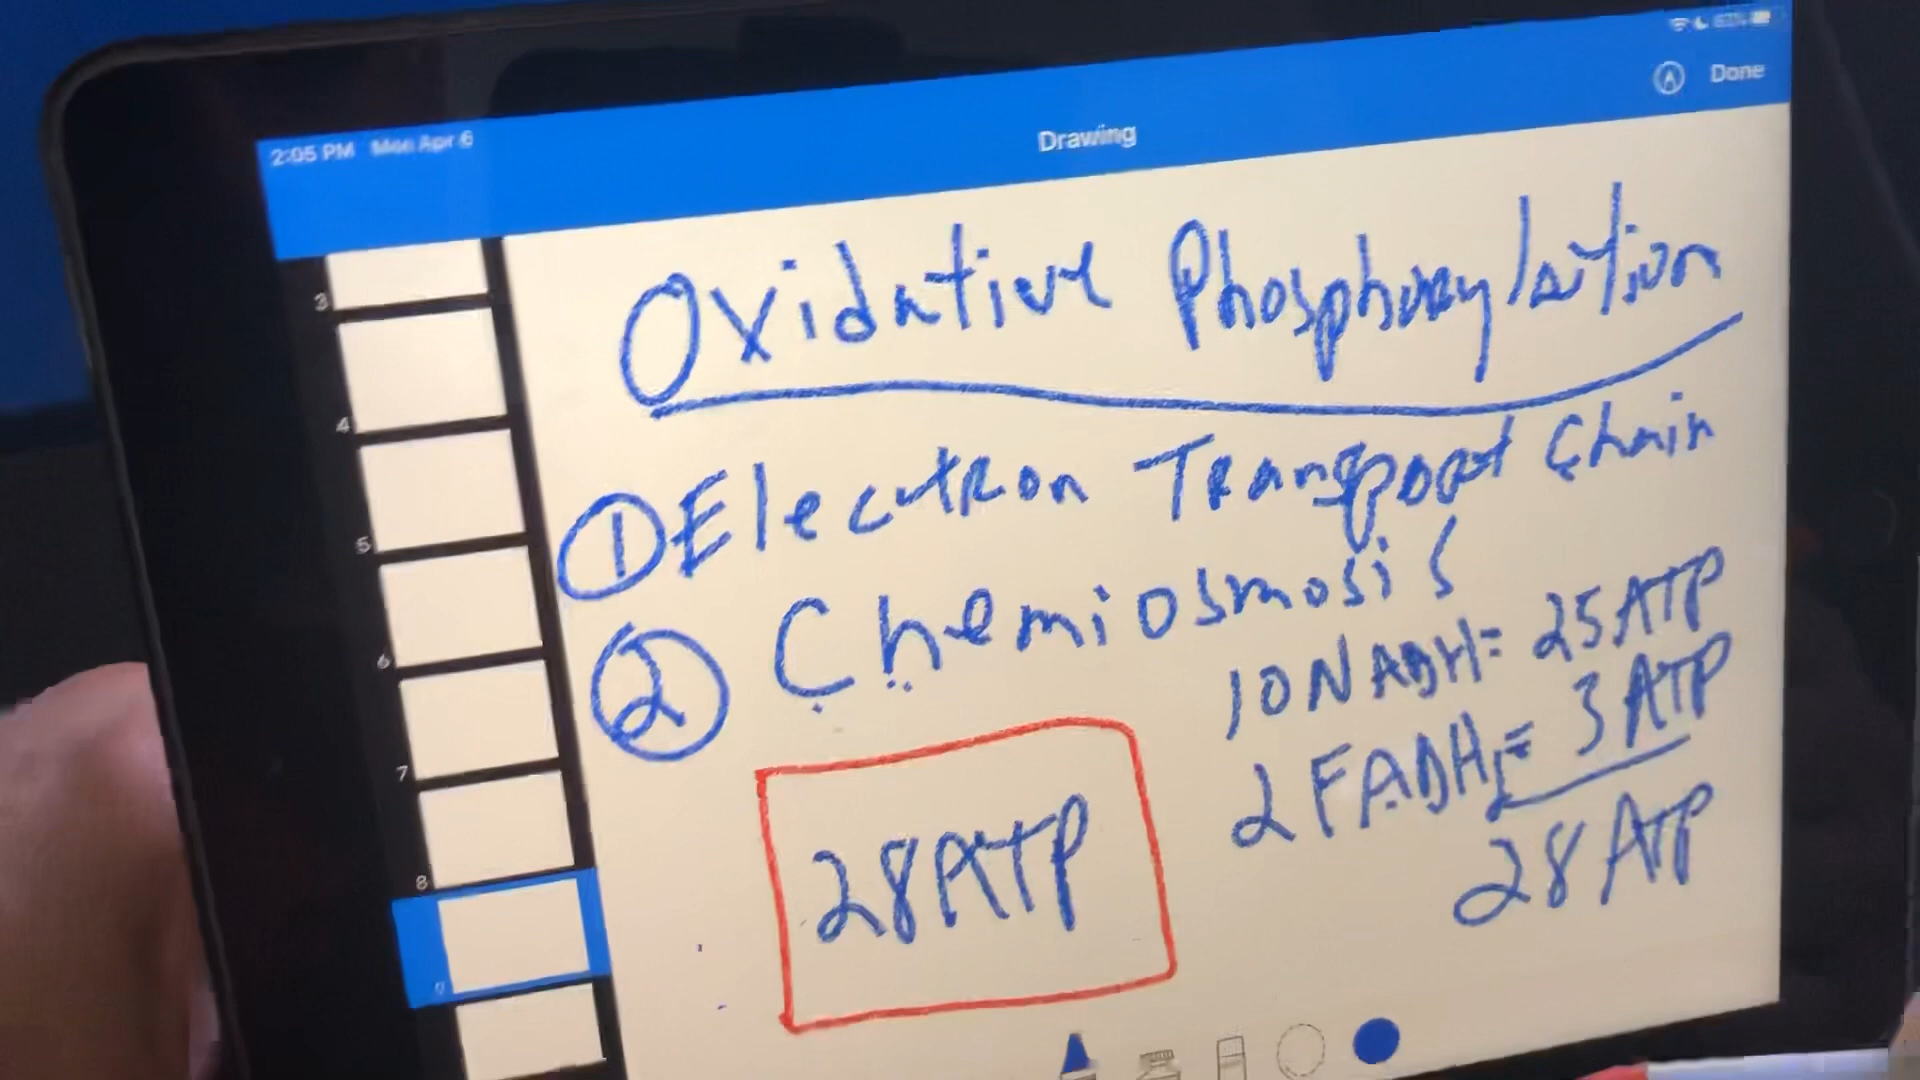 63%
Done
2:05 PM Mon Apr 6
Drawing
3
4
5
6
7
8
9
Oxidative Phosphorylation
1 Electron Transport Chain
2 Chemiosmosis
10 NADH = 25 ATP
2 FADH2 = 3 ATP
28 ATP
28 ATP